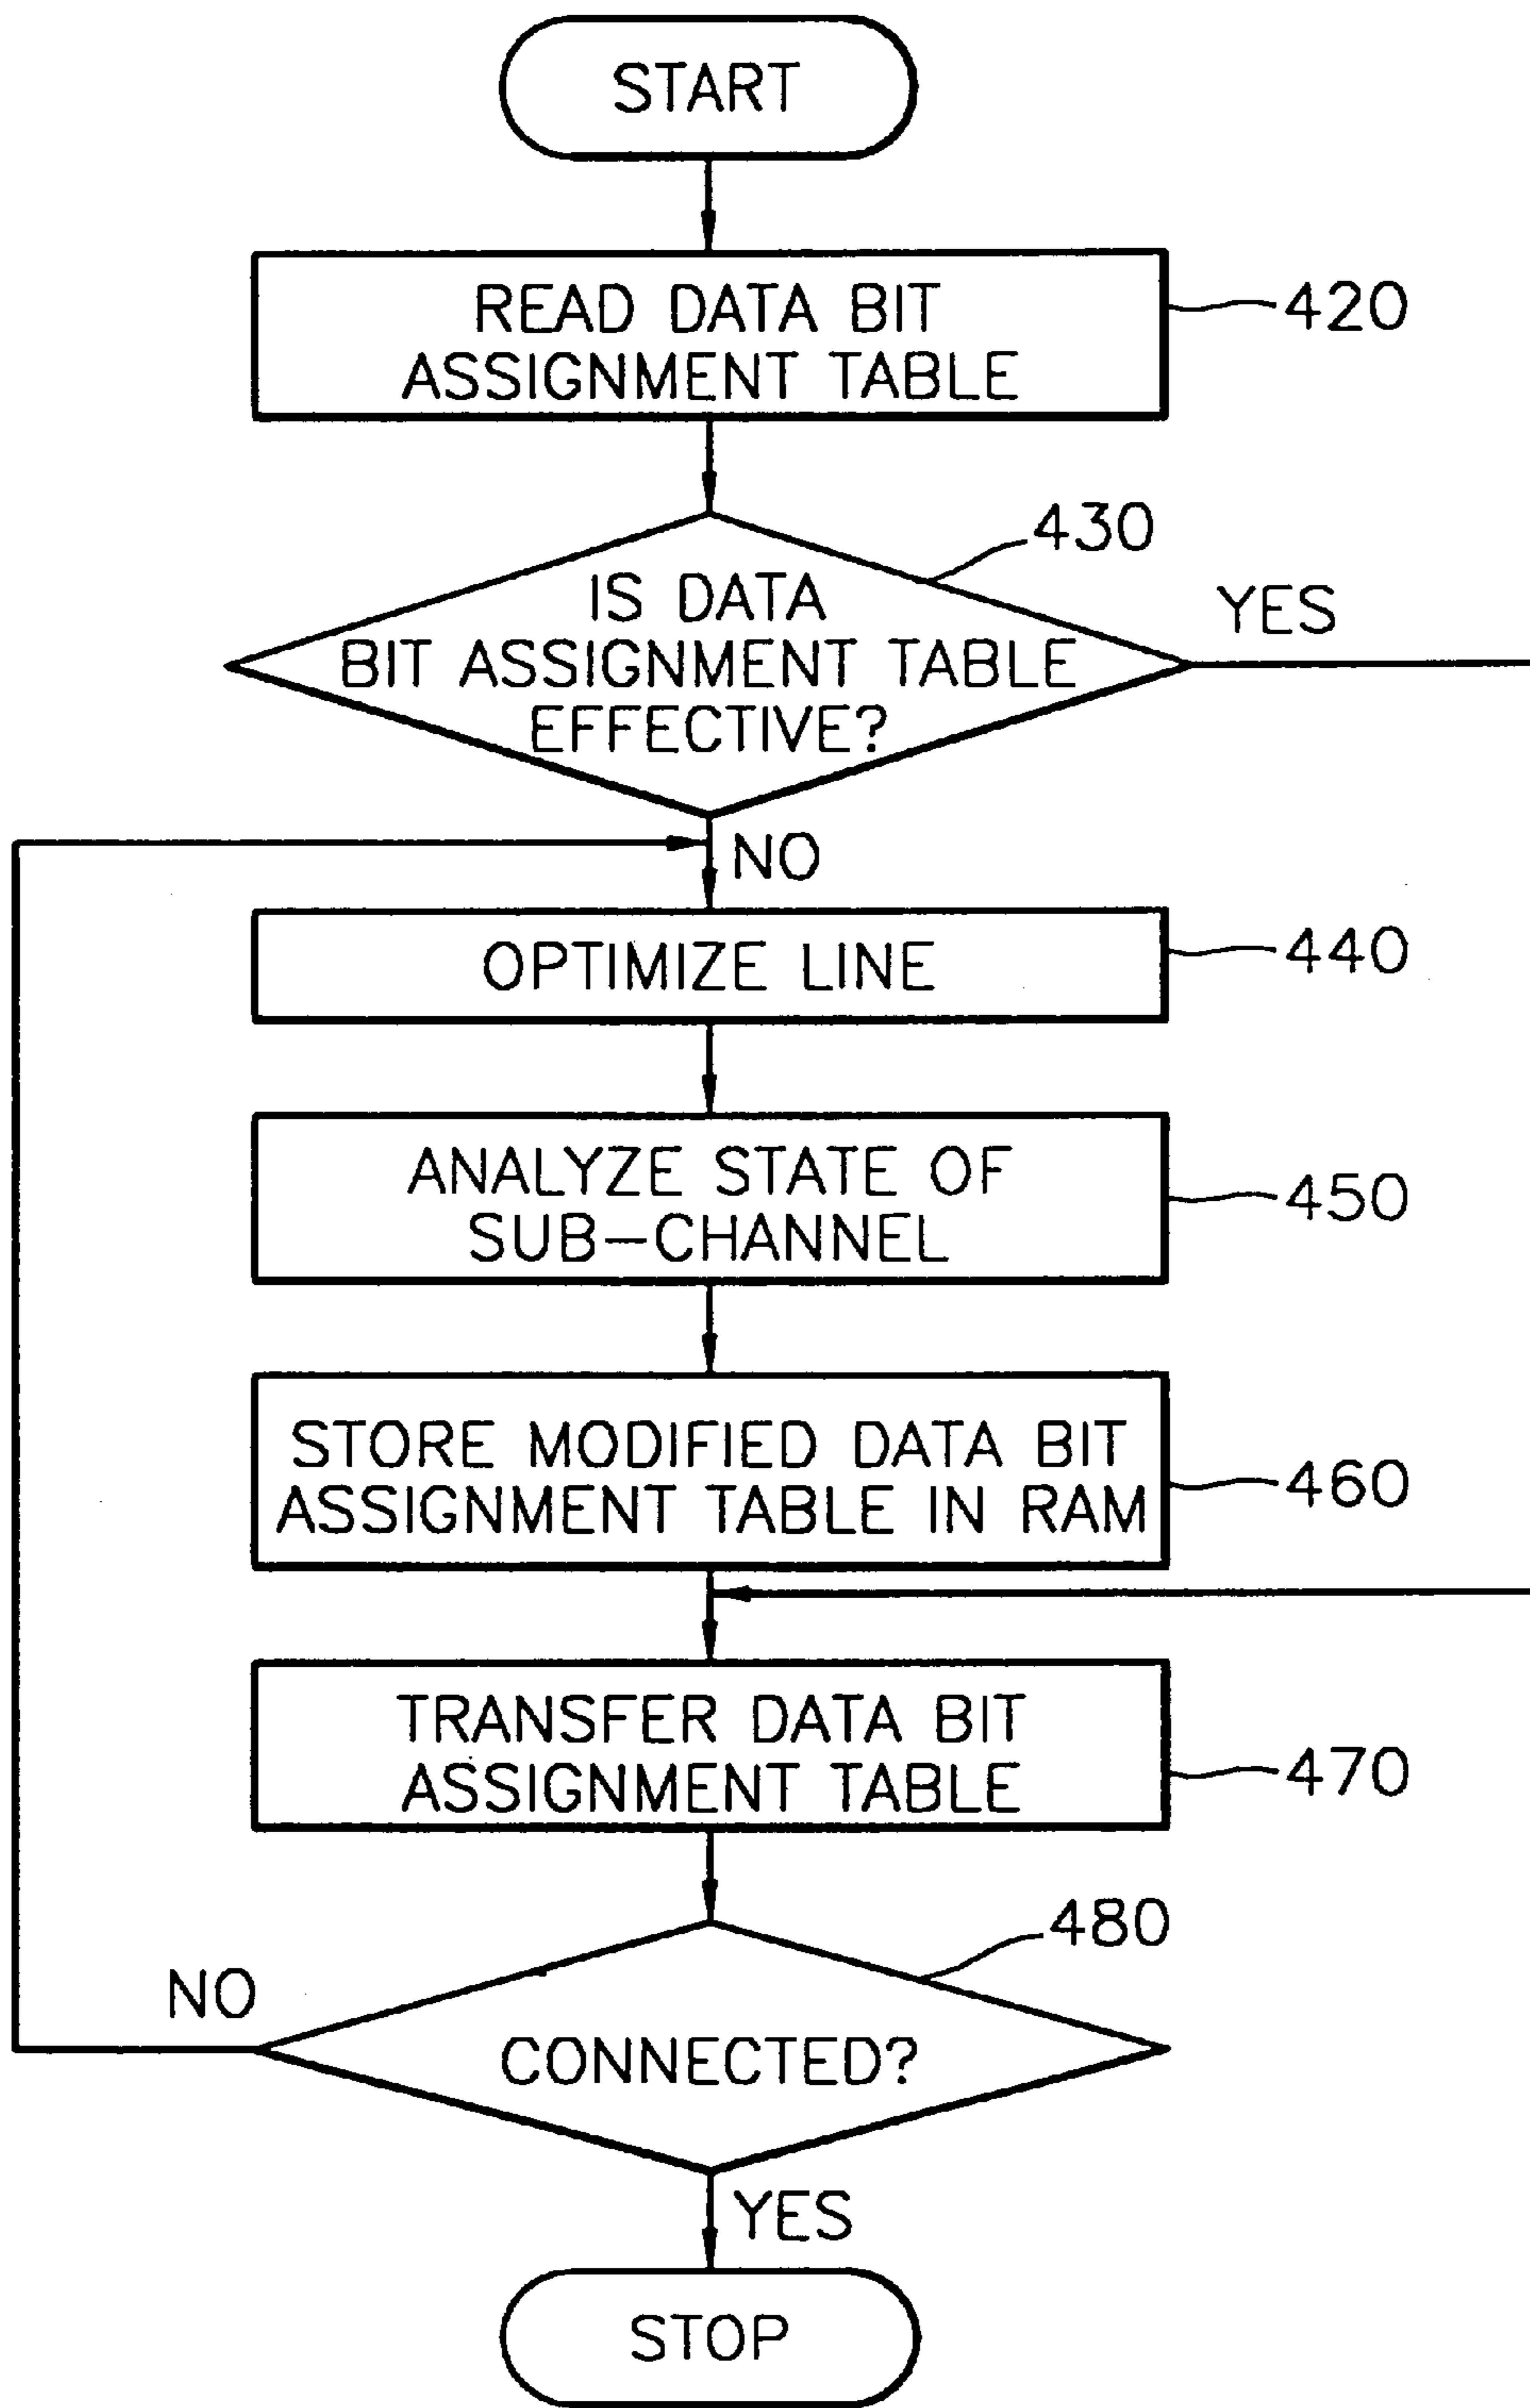 START
READ DATA BIT
ASSIGNMENT TABLE
420
430
IS DATA
BIT ASSIGNMENT TABLE
EFFECTIVE?
YES
NO
OPTIMIZE LINE
440
ANALYZE STATE OF
SUB-CHANNEL
450
STORE MODIFIED DATA BIT
ASSIGNMENT TABLE IN RAM
460
TRANSFER DATA BIT
ASSIGNMENT TABLE
470
480
NO
CONNECTED?
YES
STOP